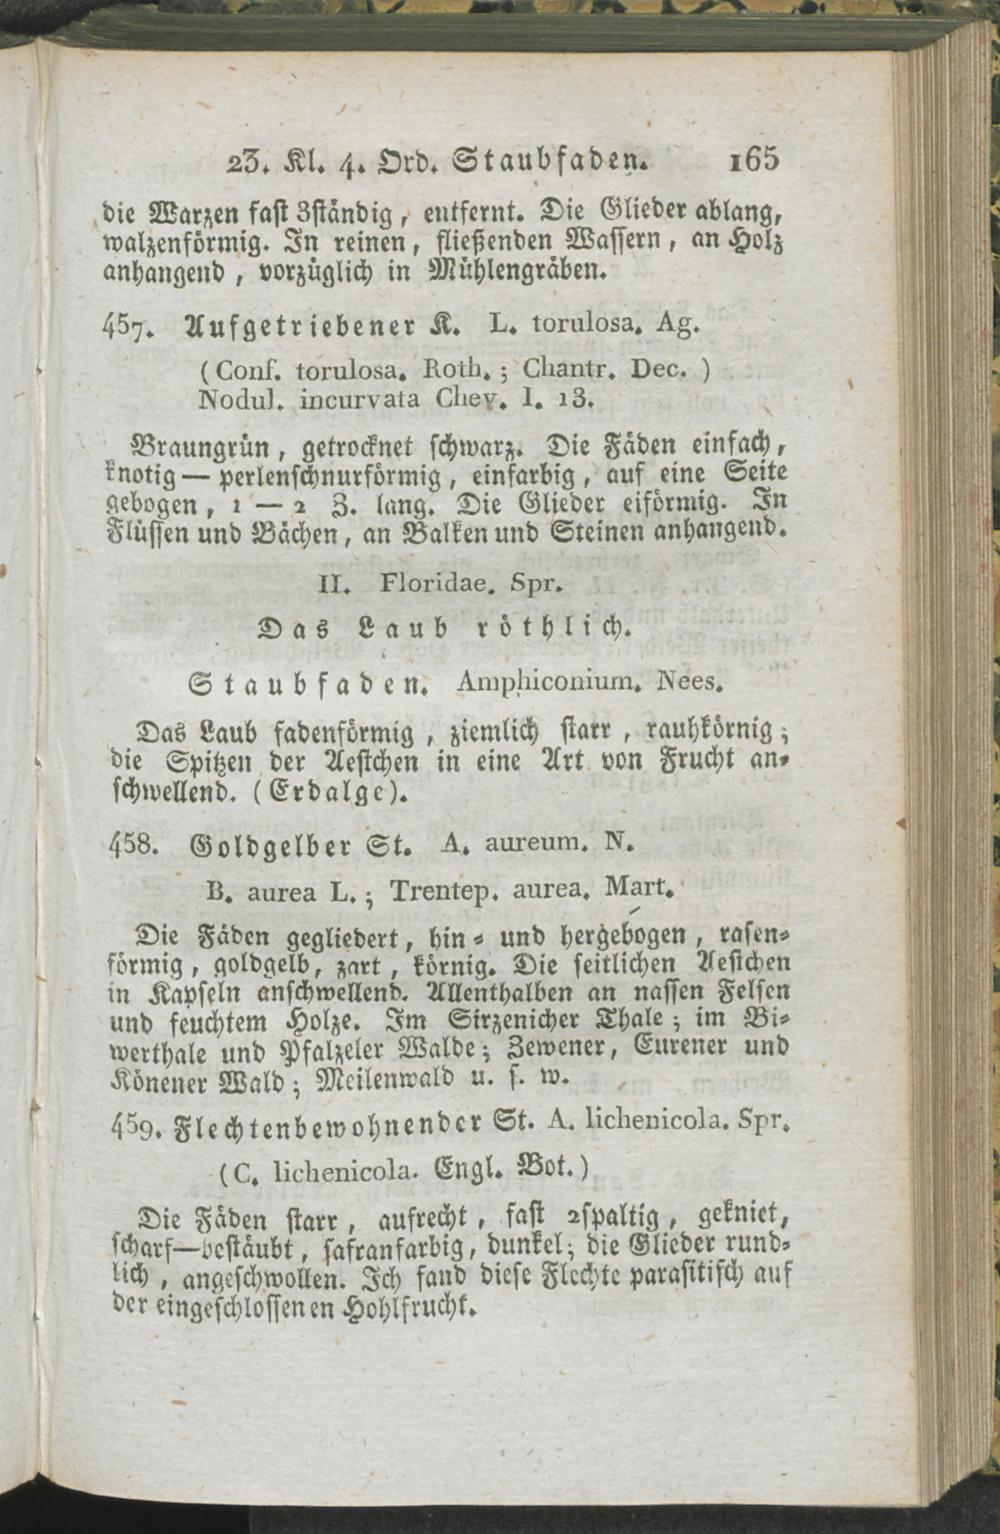 23. Kl. 4. Ord. Staubfaden. 165
die Warzen fast 3ständig, entfernt. Die Glieder ablang,
walzenförmig. In reinen, fließenden Wassern, an Holz
anhangend, vorzüglich in Mühlengräben.
457. Aufgetriebener K. L. torulosa. Ag.
(Conf. torulosa. Roth.; Chantr. Dec.)
Nodul. incurvata Chev. I. 13.
Braungrün, getrocknet schwarz. Die Fäden einfach,
knotig — perlenschnurförmig, einfarbig, auf eine Seite
gebogen, 1 — 2 Z. lang. Die Glieder eiförmig. In
Flüssen und Bächen, an Balken und Steinen anhangend.
II. Floridae. Spr.
Das Laub röthlich.
Staubfaden. Amphiconium. Nees.
Das Laub fadenförmig, ziemlich starr, rauhkörnig;
die Spitzen der Aestchen in eine Art von Frucht an-
schwellend. (Erdalge).
458. Goldgelber St. A. aureum. N.
B. aurea L.; Trentep. aurea. Mart.
Die Fäden gegliedert, hin- und hergebogen, rasen-
förmig, goldgelb, zart, körnig. Die seitlichen Aestchen
in Kapseln anschwellend. Allenthalben an nassen Felsen
und feuchtem Holze. Im Sirzenicher Thale; im Bi-
werthale und Pfalzeler Walde; Zewener, Eurener und
Könener Wald; Meilenwald u. s. w.
459. Flechtenbewohnender St. A. lichenicola. Spr.
(C. lichenicola. Engl. Bot.)
Die Fäden starr, aufrecht, fast 2spaltig, gekniet,
scharf—bestäubt, safranfarbig, dunkel; die Glieder rund-
lich, angeschwollen. Ich fand diese Flechte parasitisch auf
der eingeschlossenen Hohlfrucht.